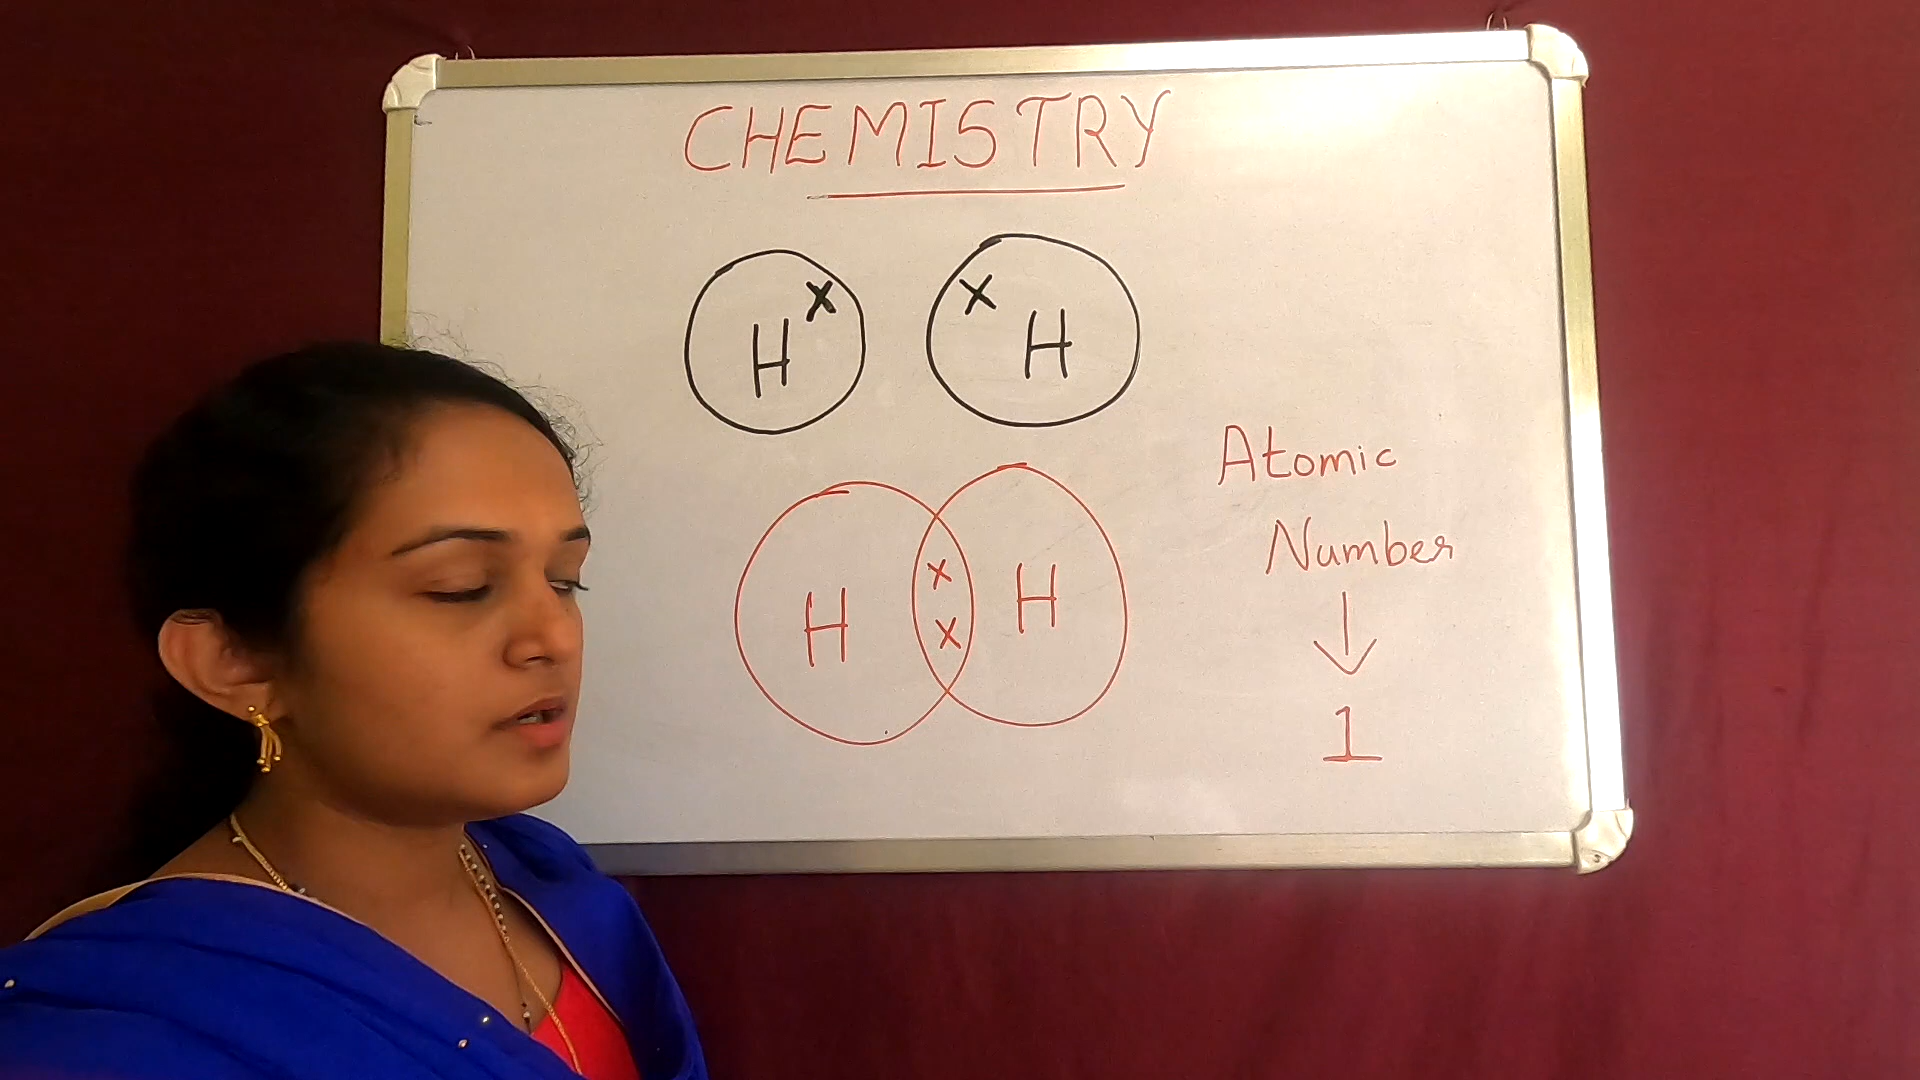 CHEMISTRY
H x
x H
Atomic
Number
H x x H
↓
1